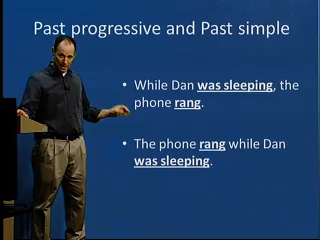 Past progressive and Past simple
• While Dan was sleeping, the
phone rang.
• The phone rang while Dan
was sleeping.